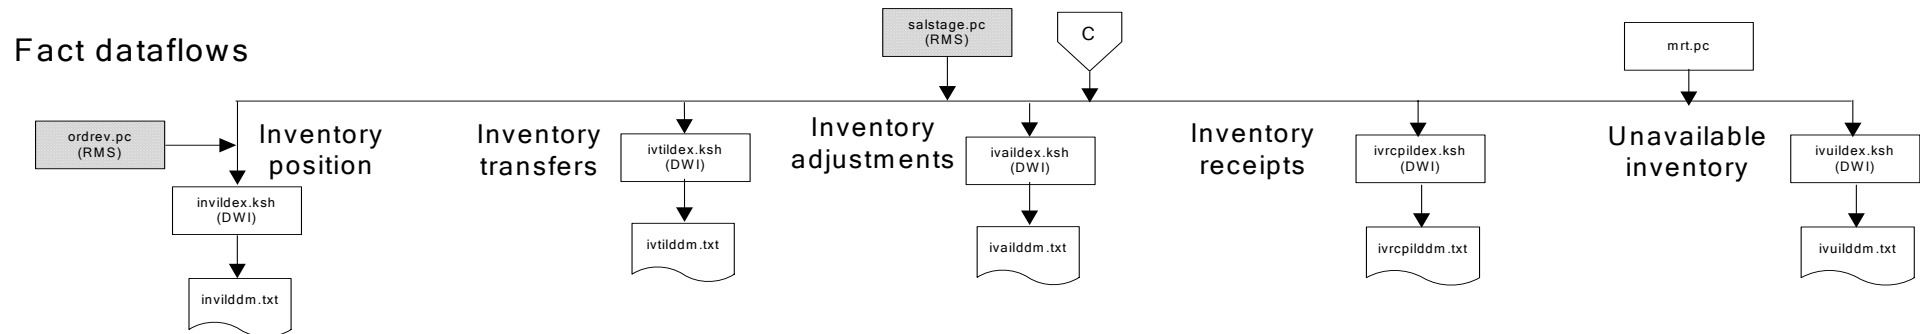 Fact dataflows
salstage.pc
(RMS)
C
mrt.pc
ordrev.pc
(RMS)
Inventory
position
invildex.ksh
(DWI)
invilddm.txt
Inventory
transfers
ivtildex.ksh
(DWI)
ivtilddm.txt
Inventory
adjustments
ivaildex.ksh
(DWI)
ivailddm.txt
Inventory
receipts
ivrcpildex.ksh
(DWI)
ivrcpilddm.txt
Unavailable
inventory
ivuildex.ksh
(DWI)
ivuilddm.txt